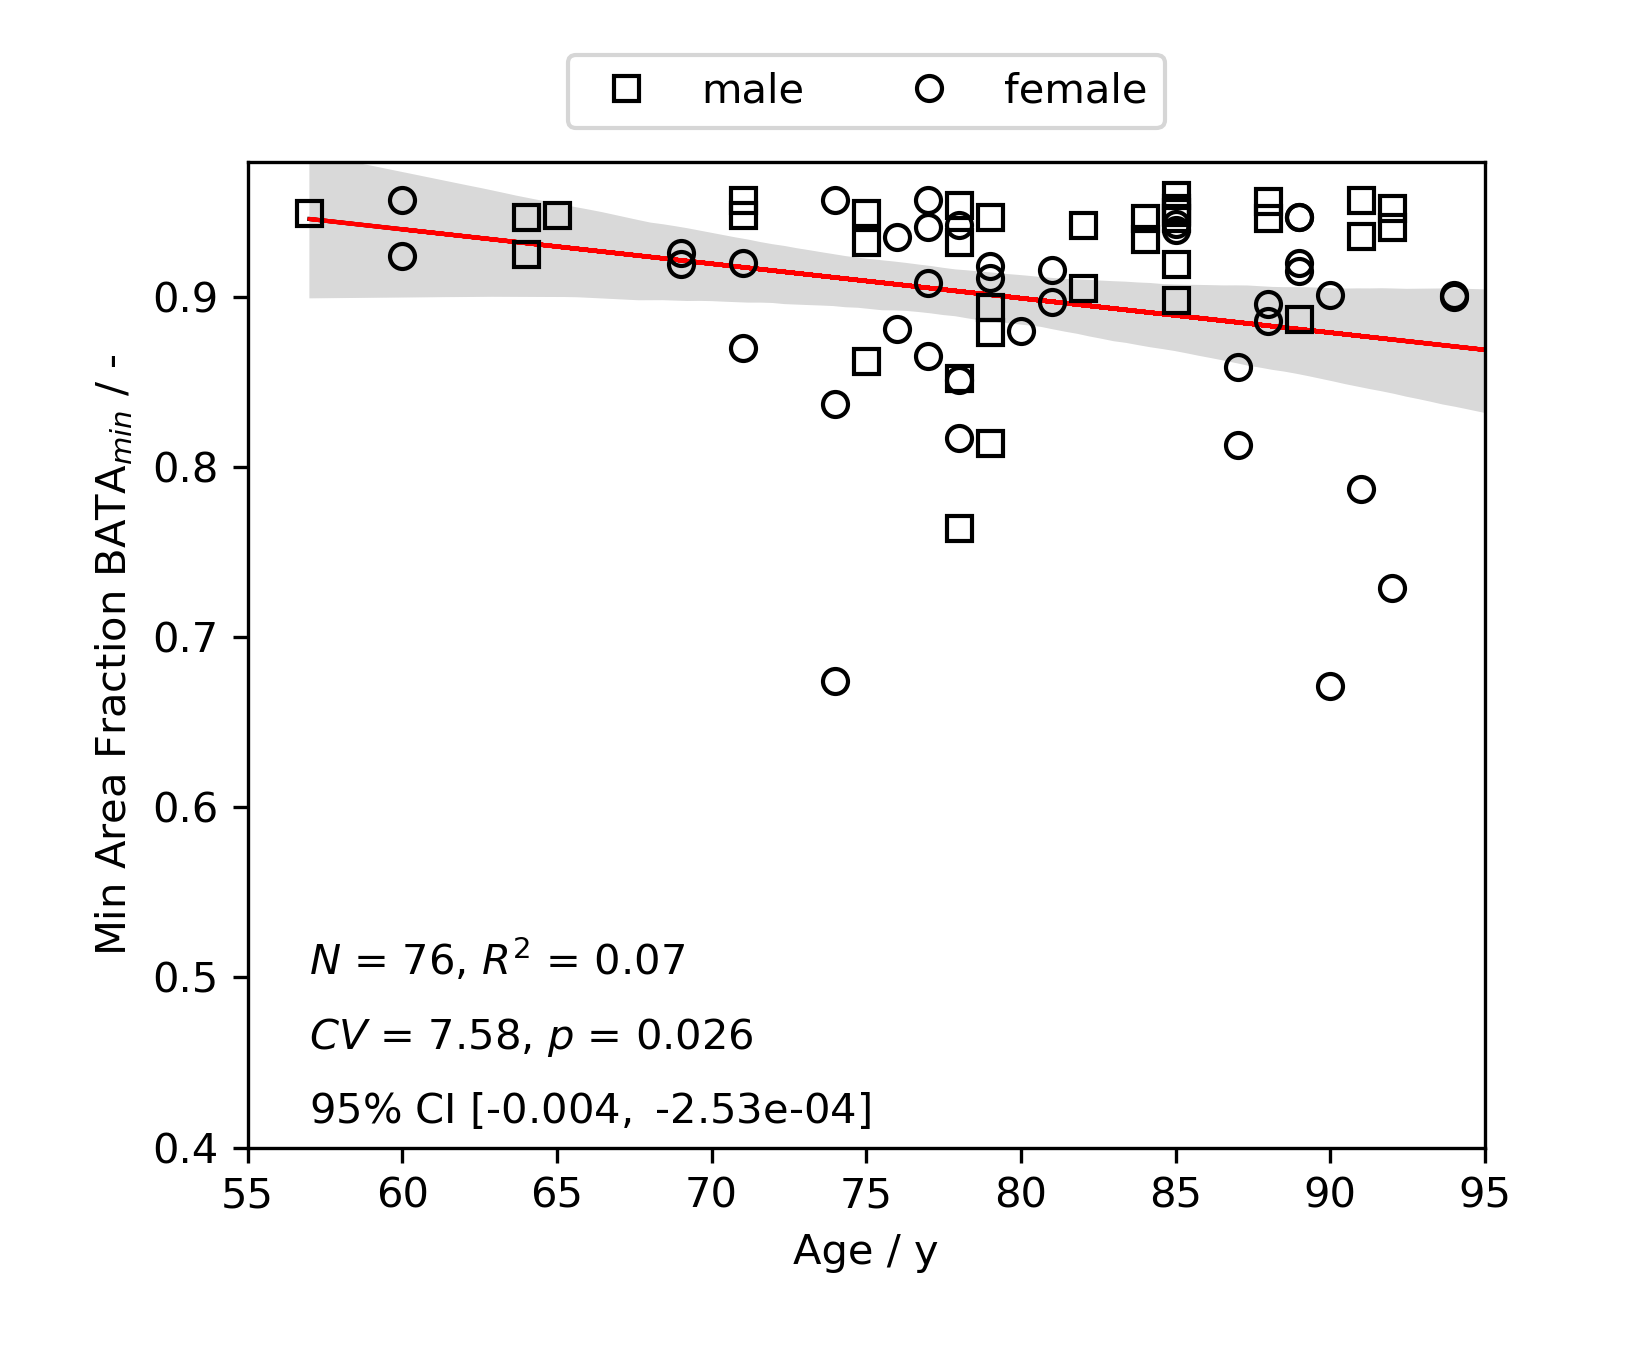 male female
0.9
0.8
0.7
0.6
0.5
0.4
Min Area Fraction BATA_min / -
N = 76, R² = 0.07
CV = 7.58, p = 0.026
95% CI [-0.004, -2.53e-04]
55 60 65 70 75 80 85 90 95
Age / y